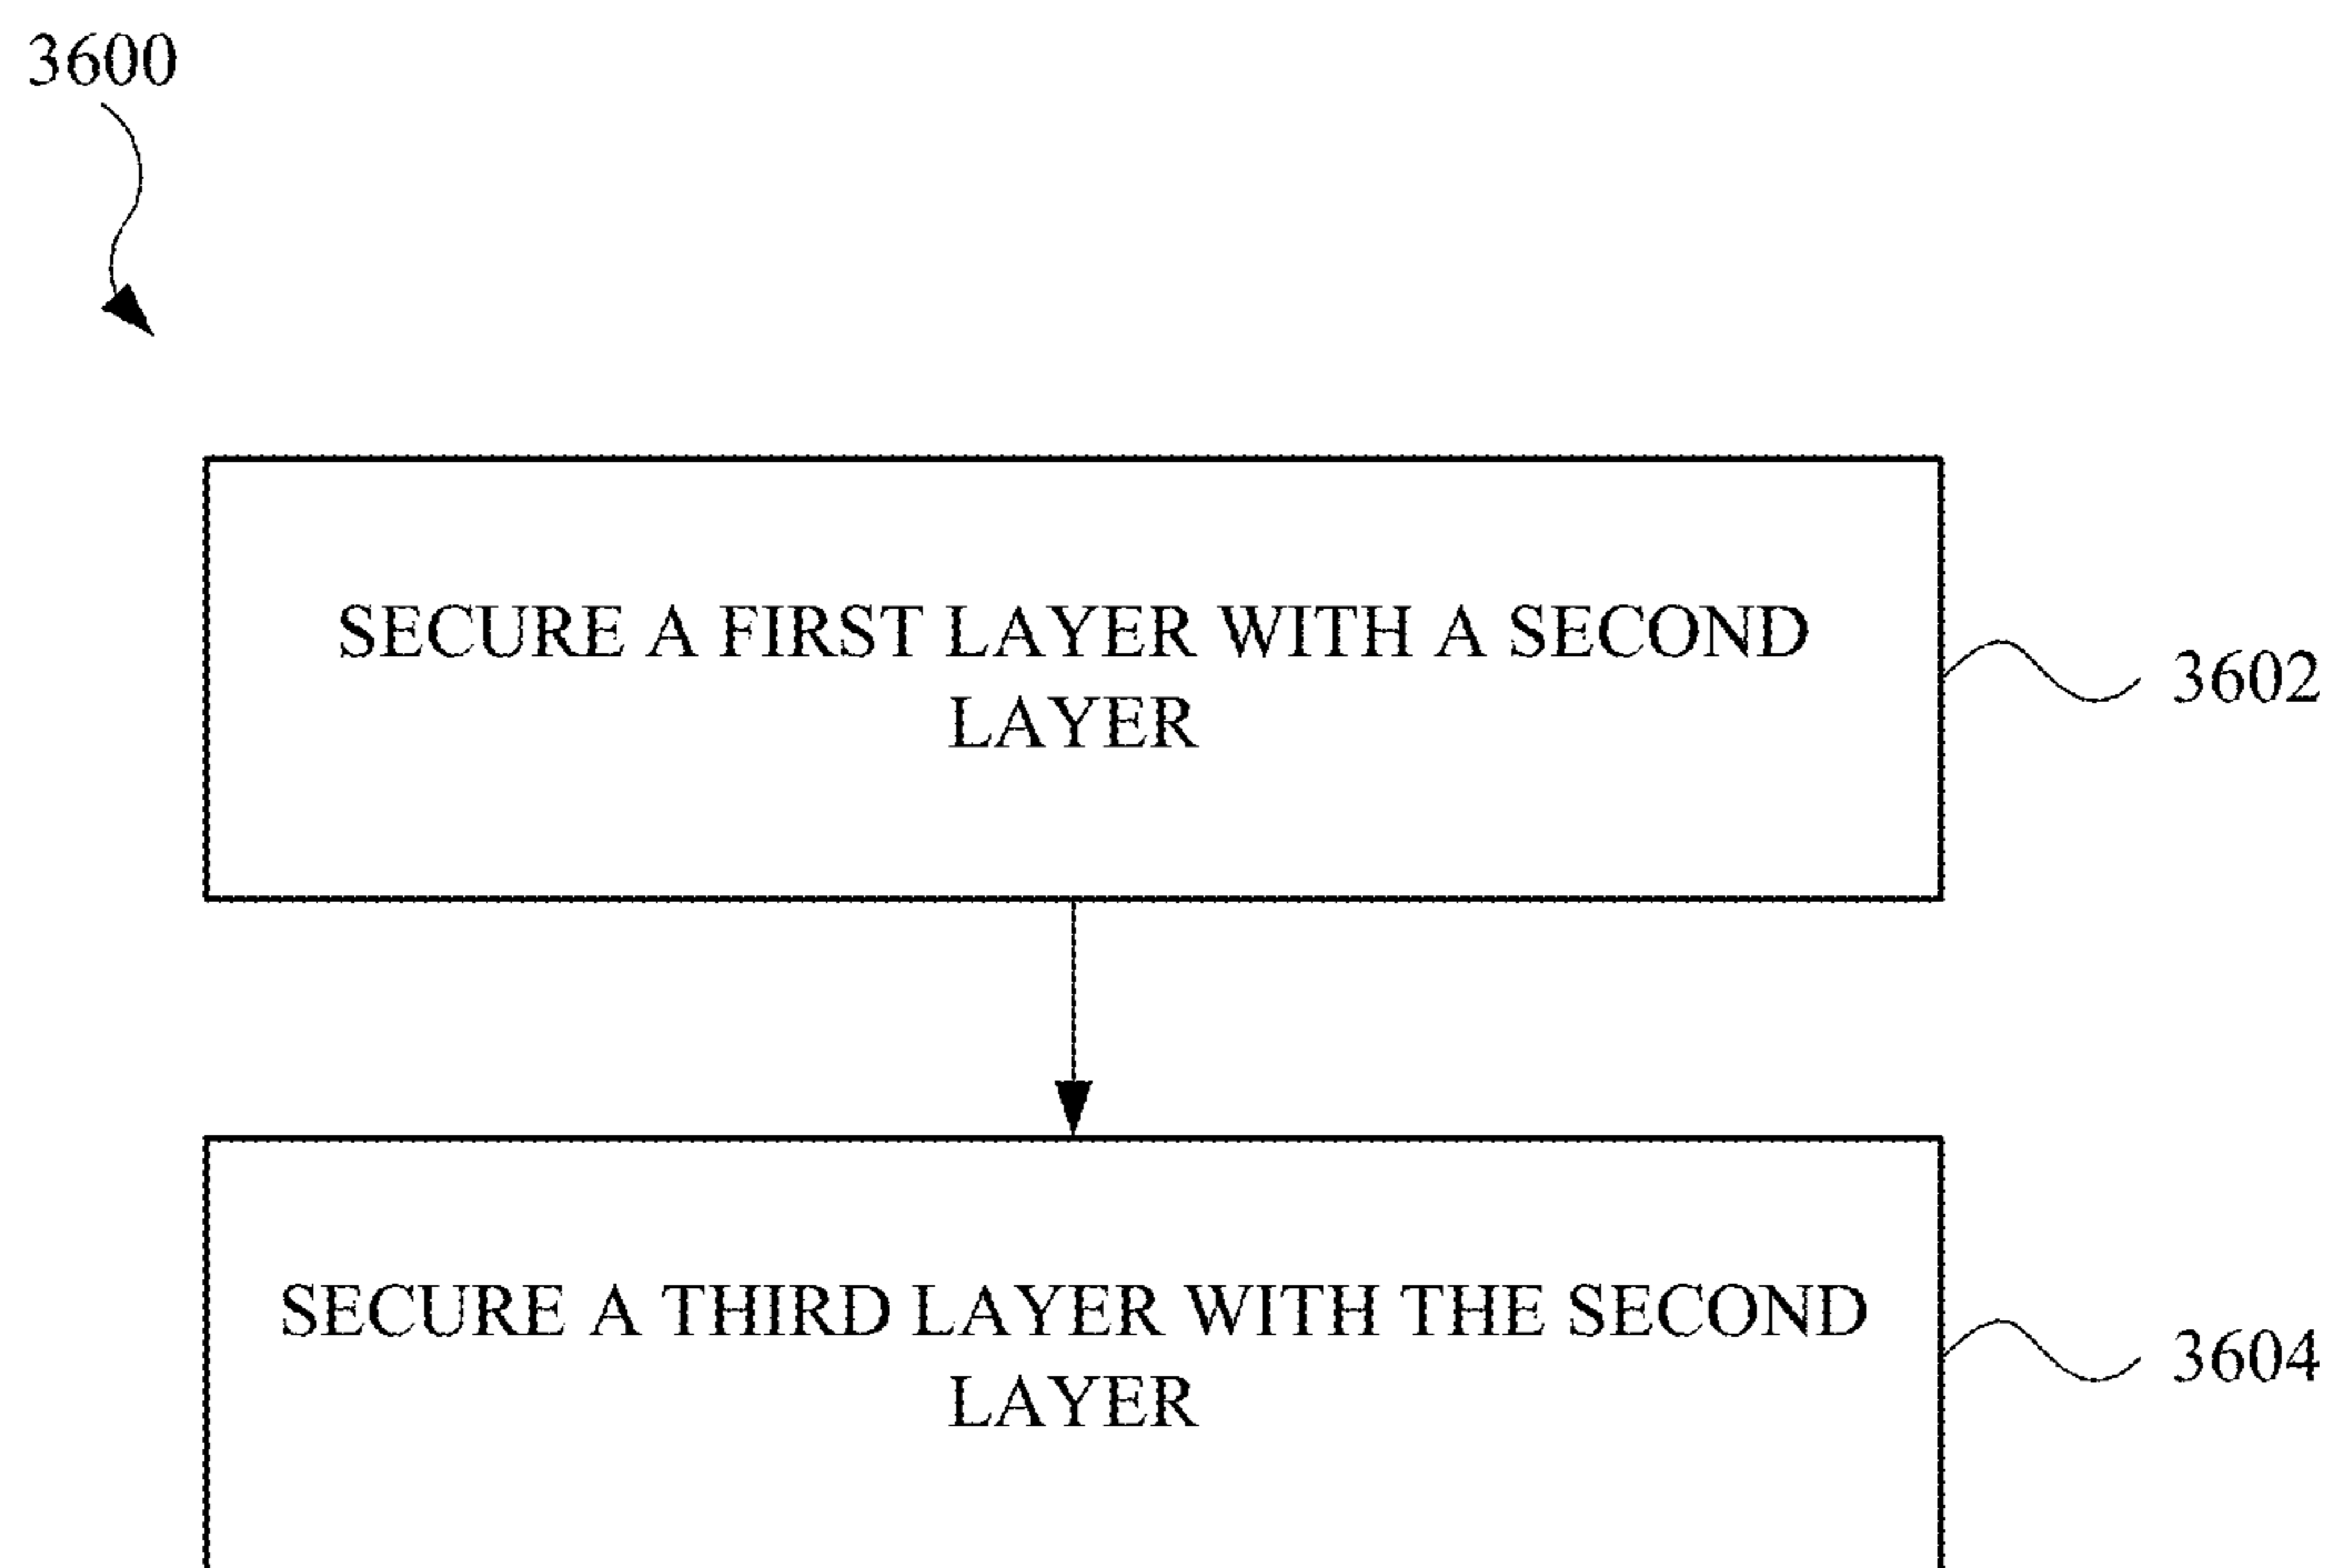 3600
SECURE A FIRST LAYER WITH A SECOND
LAYER
3602
SECURE A THIRD LAYER WITH THE SECOND
LAYER
3604